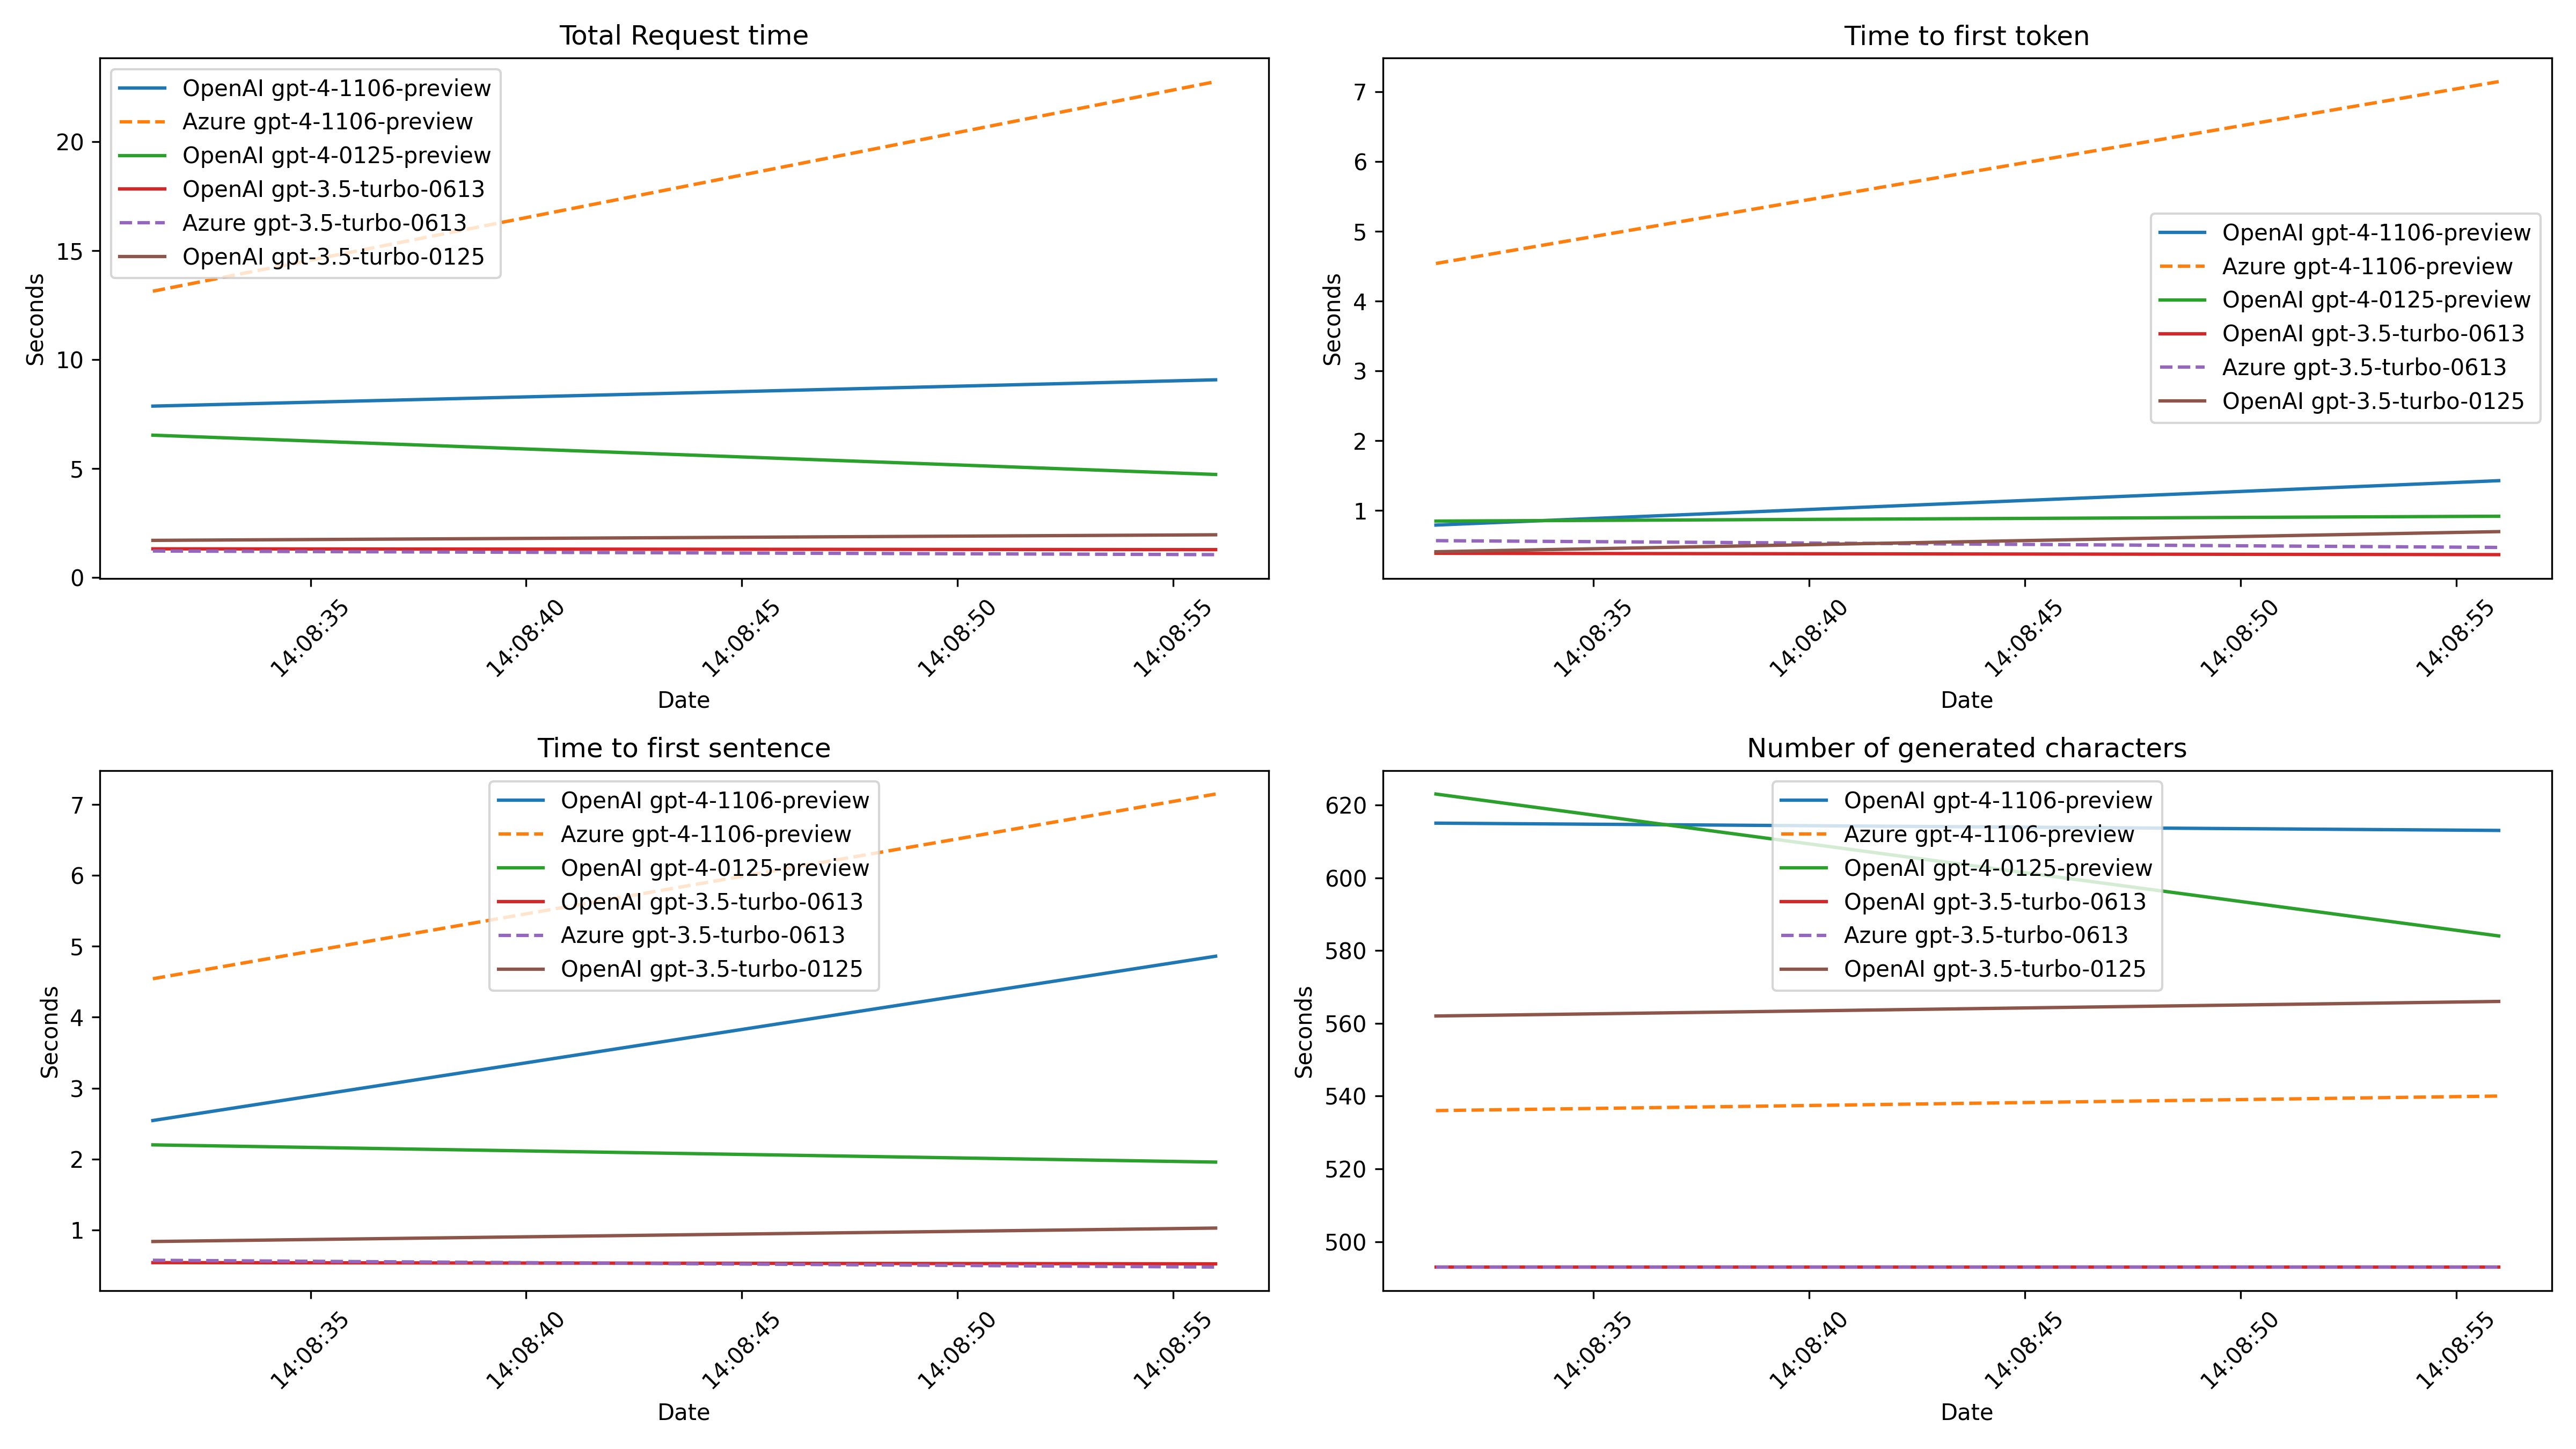 Total Request time
OpenAI gpt-4-1106-preview
Azure gpt-4-1106-preview
OpenAI gpt-4-0125-preview
OpenAI gpt-3.5-turbo-0613
Azure gpt-3.5-turbo-0613
OpenAI gpt-3.5-turbo-0125
20
15
10
5
0
Seconds
14:08:35
14:08:40
14:08:45
14:08:50
14:08:55
Date
Time to first token
7
6
5
4
3
2
1
Seconds
OpenAI gpt-4-1106-preview
Azure gpt-4-1106-preview
OpenAI gpt-4-0125-preview
OpenAI gpt-3.5-turbo-0613
Azure gpt-3.5-turbo-0613
OpenAI gpt-3.5-turbo-0125
14:08:35
14:08:40
14:08:45
14:08:50
14:08:55
Date
Time to first sentence
OpenAI gpt-4-1106-preview
Azure gpt-4-1106-preview
OpenAI gpt-4-0125-preview
OpenAI gpt-3.5-turbo-0613
Azure gpt-3.5-turbo-0613
OpenAI gpt-3.5-turbo-0125
7
6
5
4
3
2
1
Seconds
14:08:35
14:08:40
14:08:45
14:08:50
14:08:55
Date
Number of generated characters
OpenAI gpt-4-1106-preview
Azure gpt-4-1106-preview
OpenAI gpt-4-0125-preview
OpenAI gpt-3.5-turbo-0613
Azure gpt-3.5-turbo-0613
OpenAI gpt-3.5-turbo-0125
620
600
580
560
540
520
500
Seconds
14:08:35
14:08:40
14:08:45
14:08:50
14:08:55
Date